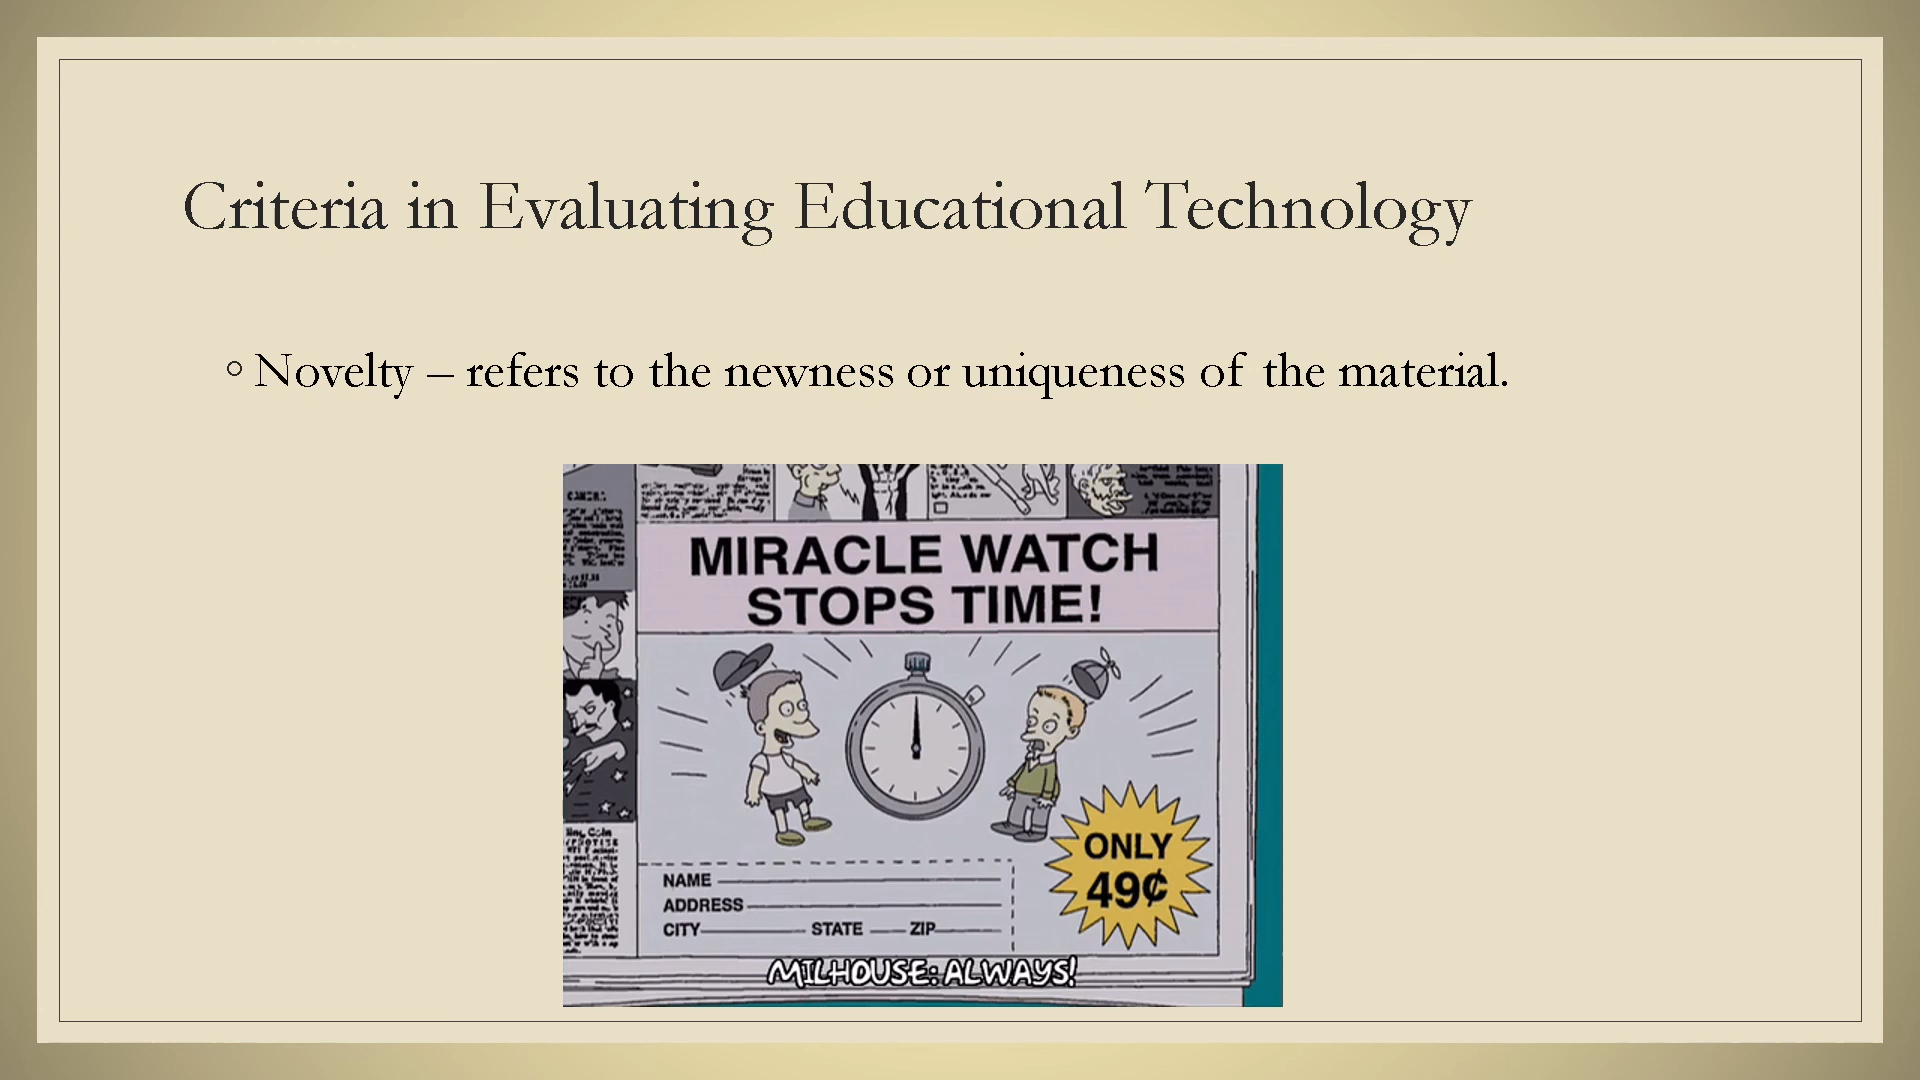 Criteria in Evaluating Educational Technology
◦ Novelty – refers to the newness or uniqueness of the material.
MIRACLE WATCH
STOPS TIME!
ONLY
49¢
NAME
ADDRESS
CITY STATE ZIP
MILHOUSE: ALWAYS!